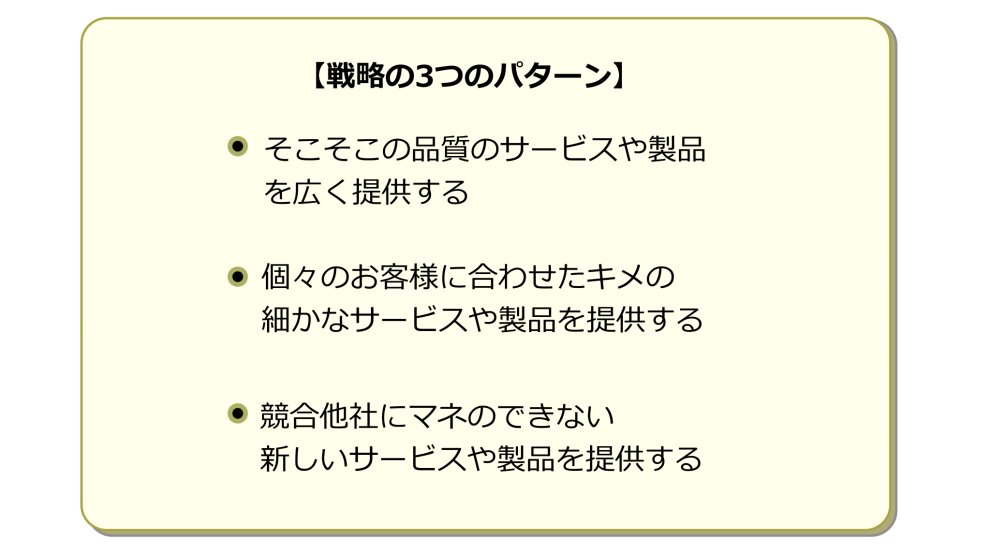 【戦略の3つのパターン】
そこそこの品質のサービスや製品
を広く提供する
個々のお客様に合わせたキメの
細かなサービスや製品を提供する
競合他社にマネのできない
新しいサービスや製品を提供する